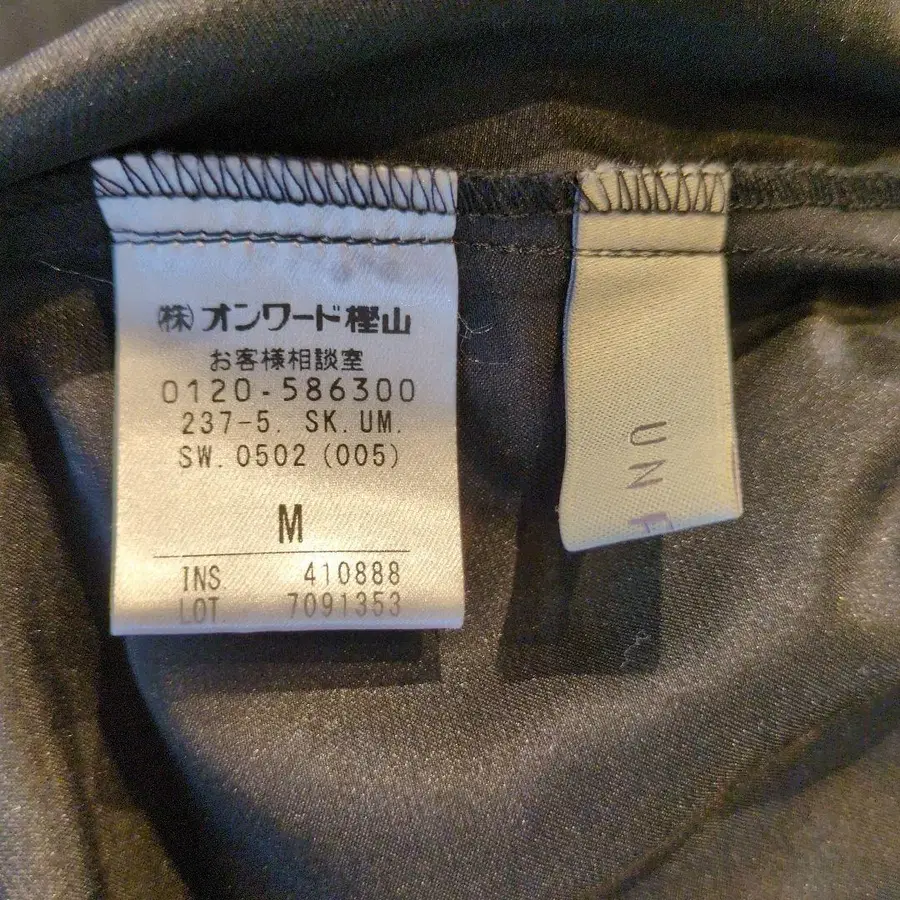 (株)オンワード樫山
お客様相談室
0120-586300
237-5. SK. UM.
SW. 0502 (005)
M
INS. 410888
LOT. 7091353
UNF